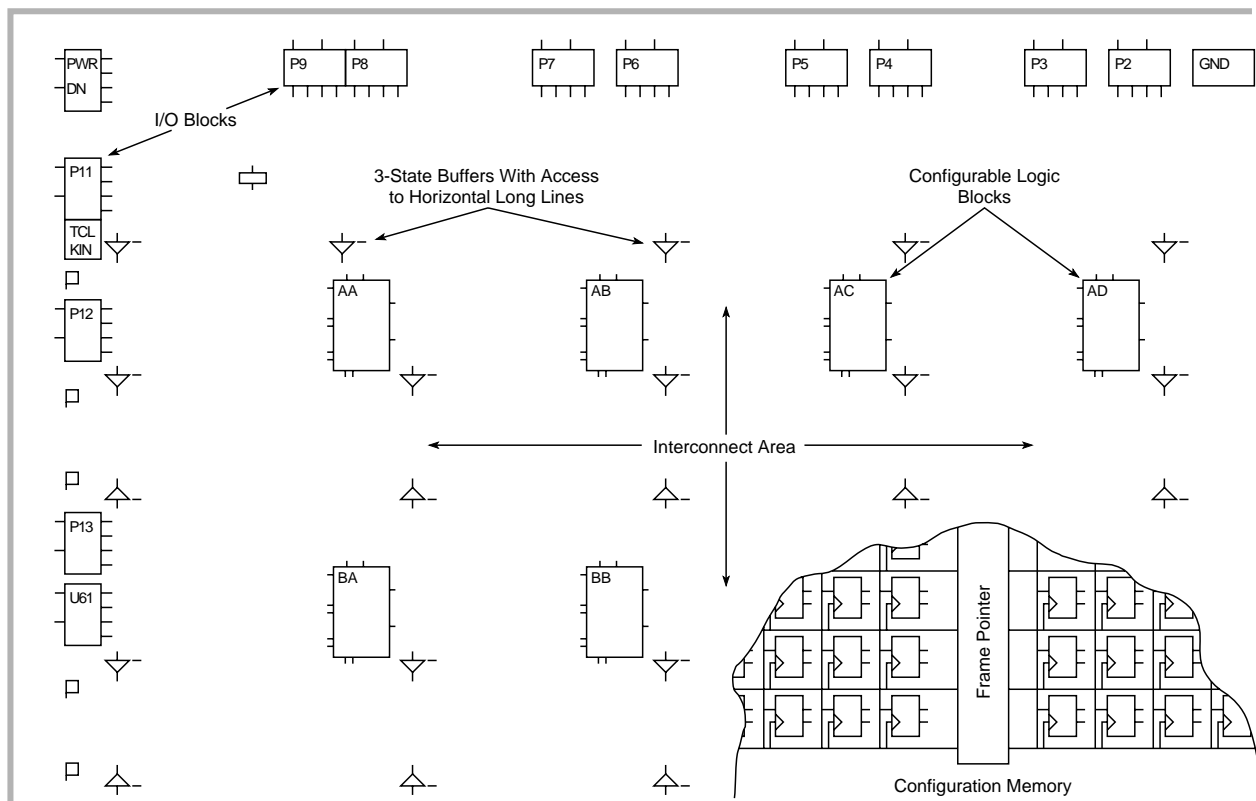 PWR
DN
P9
P8
P7
P6
P5
P4
P3
P2
GND
I/O Blocks
P11
3-State Buffers With Access
to Horizontal Long Lines
Configurable Logic
Blocks
TCL
KIN
AA
AB
AC
AD
P12
Interconnect Area
P13
BA
BB
U61
Frame Pointer
Configuration Memory